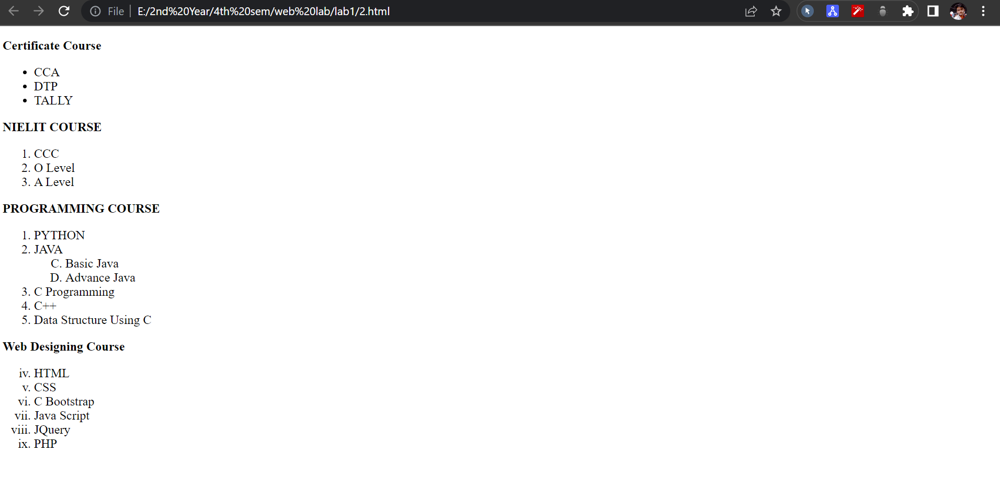 File
E:/2nd%20Year/4th%20sem/web%20lab/lab1/2.html
Certificate Course
• CCA
• DTP
• TALLY
NIELIT COURSE
1. CCC
2. O Level
3. A Level
PROGRAMMING COURSE
1. PYTHON
2. JAVA
C. Basic Java
D. Advance Java
3. C Programming
4. C++
5. Data Structure Using C
Web Designing Course
iv. HTML
v. CSS
vi. C Bootstrap
vii. Java Script
viii. JQuery
ix. PHP